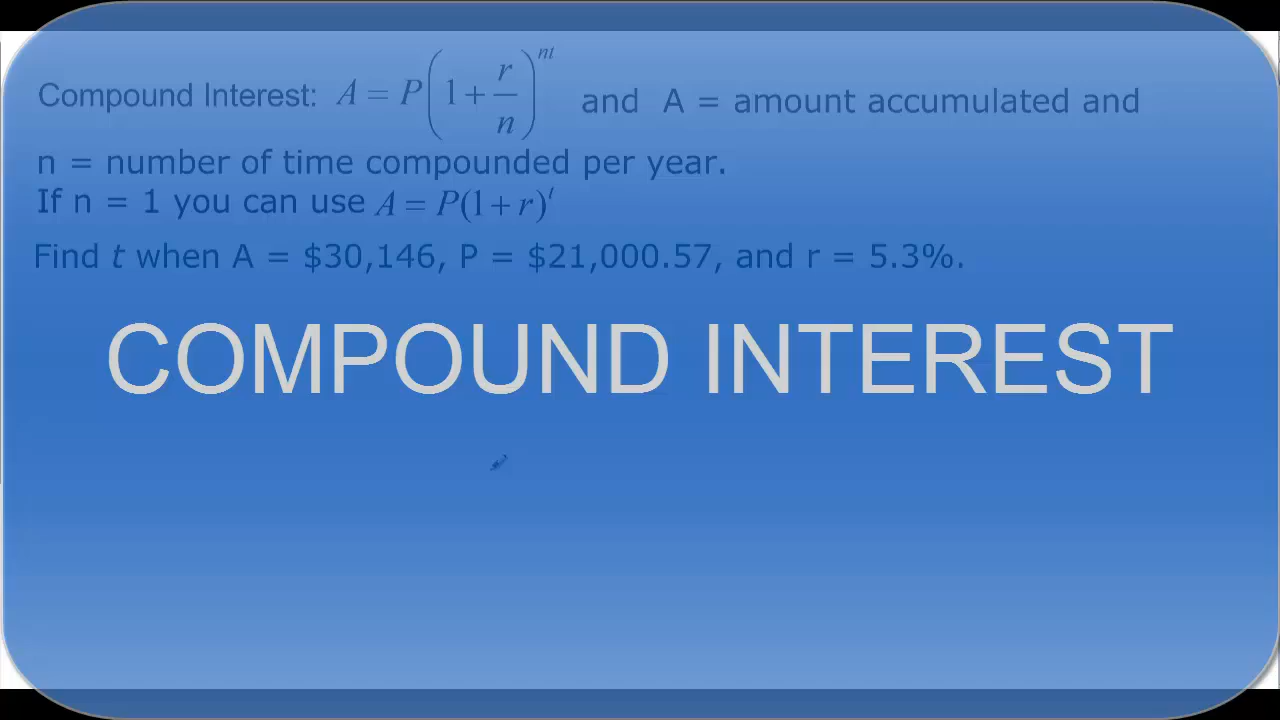 Compound Interest: A = P(1 + r/n)^nt and A = amount accumulated and
n = number of time compounded per year.
If n = 1 you can use A = P(1 + r)^t
Find t when A = $30,146, P = $21,000.57, and r = 5.3%.
COMPOUND INTEREST